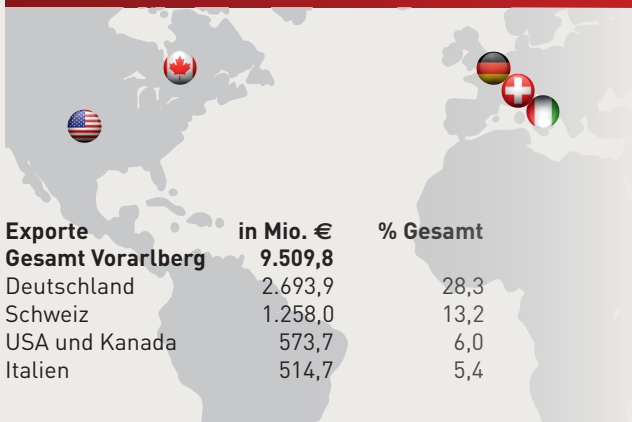 Exporte in Mio. € % Gesamt
Gesamt Vorarlberg 9.509,8
Deutschland 2.693,9 28,3
Schweiz 1.258,0 13,2
USA und Kanada 573,7 6,0
Italien 514,7 5,4